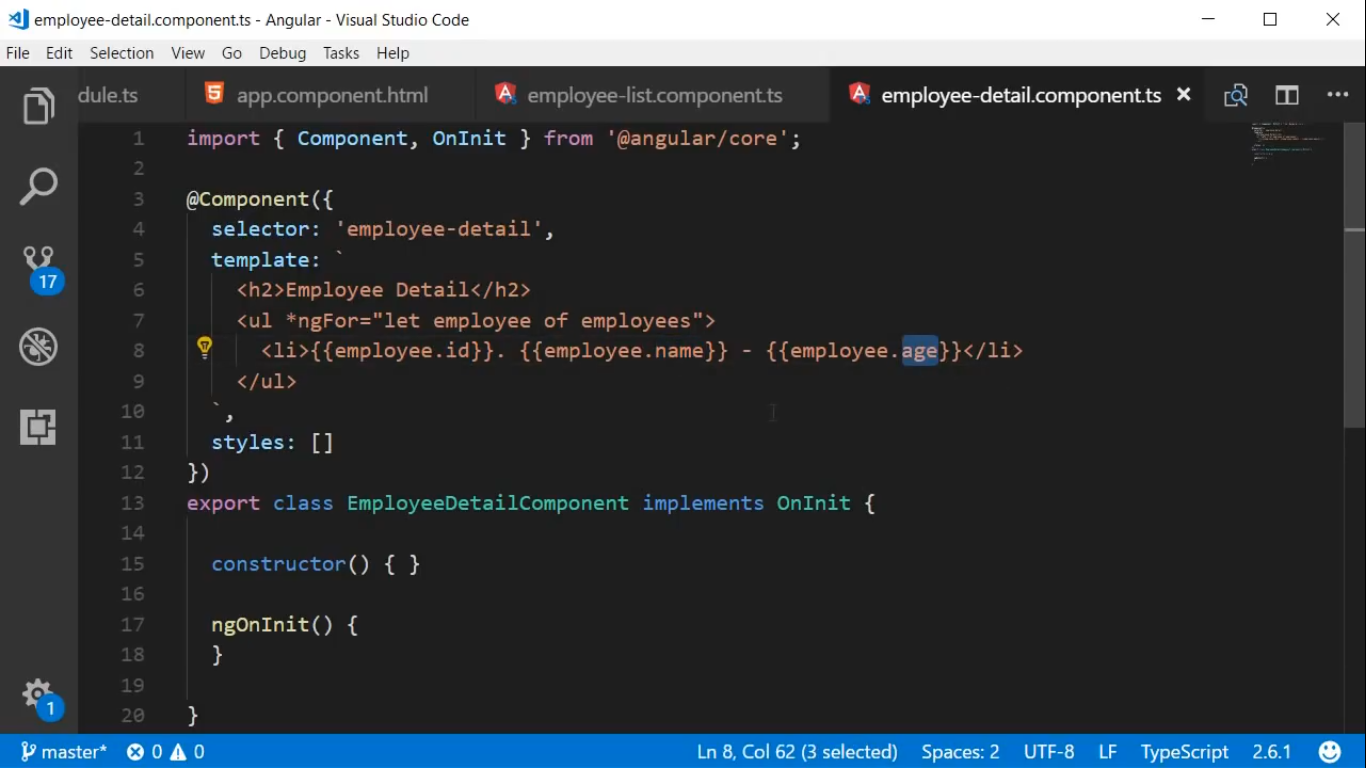 employee-detail.component.ts - Angular - Visual Studio Code
File Edit Selection View Go Debug Tasks Help
dule.ts app.component.html employee-list.component.ts employee-detail.component.ts
1 import { Component, OnInit } from '@angular/core';
2
3 @Component({
4 selector: 'employee-detail',
5 template: `
6 <h2>Employee Detail</h2>
7 <ul *ngFor="let employee of employees">
8 <li>{{employee.id}}. {{employee.name}} - {{employee.age}}</li>
9 </ul>
10 `,
11 styles: []
12 })
13 export class EmployeeDetailComponent implements OnInit {
14
15 constructor() { }
16
17 ngOnInit() {
18 }
19
20 }
17
1
master* 0 0 Ln 8, Col 62 (3 selected) Spaces: 2 UTF-8 LF TypeScript 2.6.1